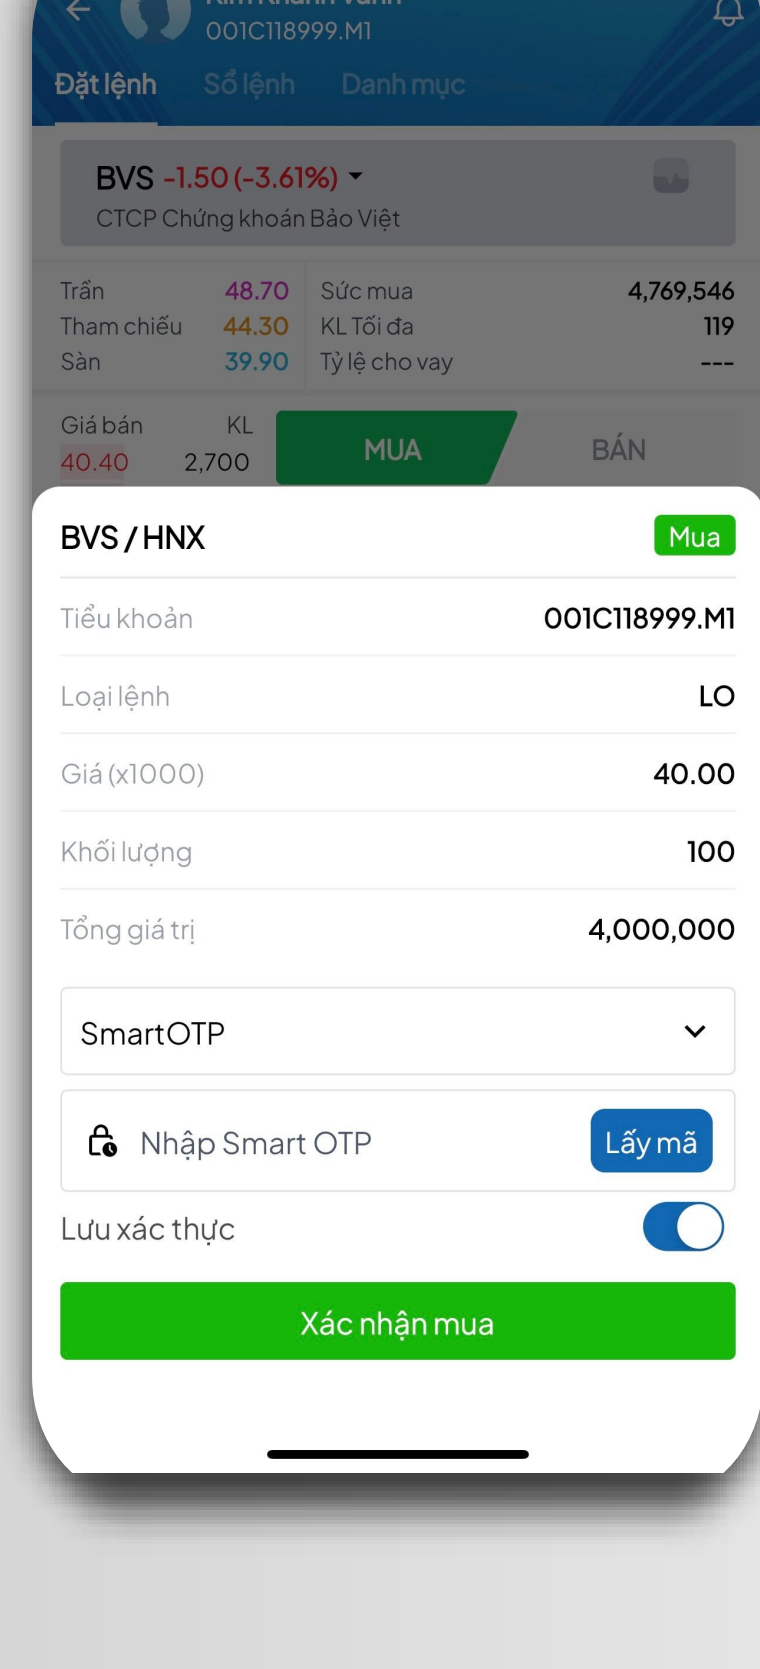 001C118999.M1
Đặt lệnh Sổ lệnh Danh mục
BVS -1.50 (-3.61%)
CTCP Chứng khoán Bảo Việt
Trần 48.70 Sức mua 4,769,546
Tham chiếu 44.30 KL Tối đa 119
Sàn 39.90 Tỷ lệ cho vay ---
Giá bán KL MUA BÁN
40.40 2,700
BVS / HNX Mua
Tiểu khoản 001C118999.M1
Loại lệnh LO
Giá (x1000) 40.00
Khối lượng 100
Tổng giá trị 4,000,000
SmartOTP
Nhập Smart OTP Lấy mã
Lưu xác thực
Xác nhận mua